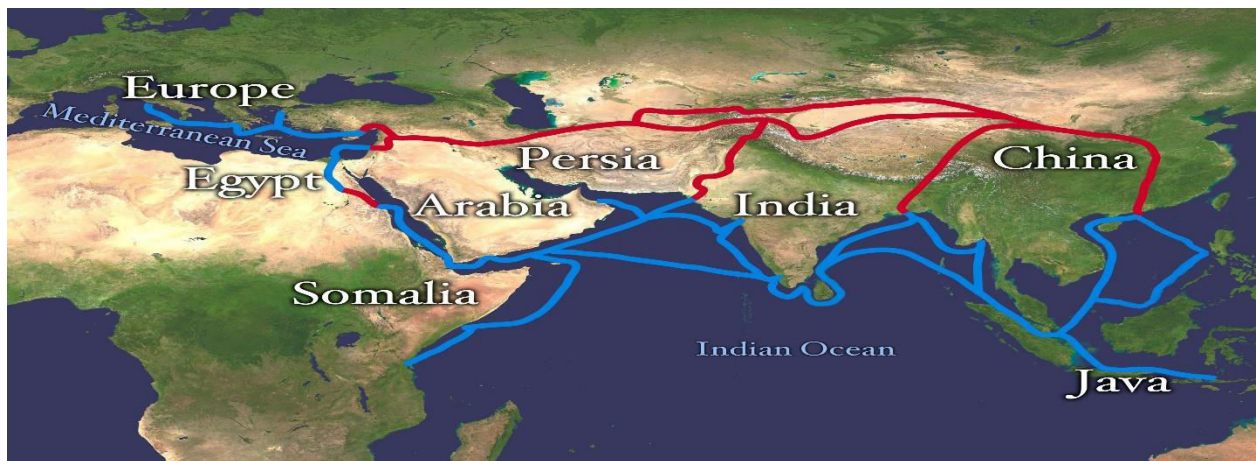 Europe
Mediterranean Sea
Egypt
Arabia
Persia
India
China
Somalia
Indian Ocean
Java